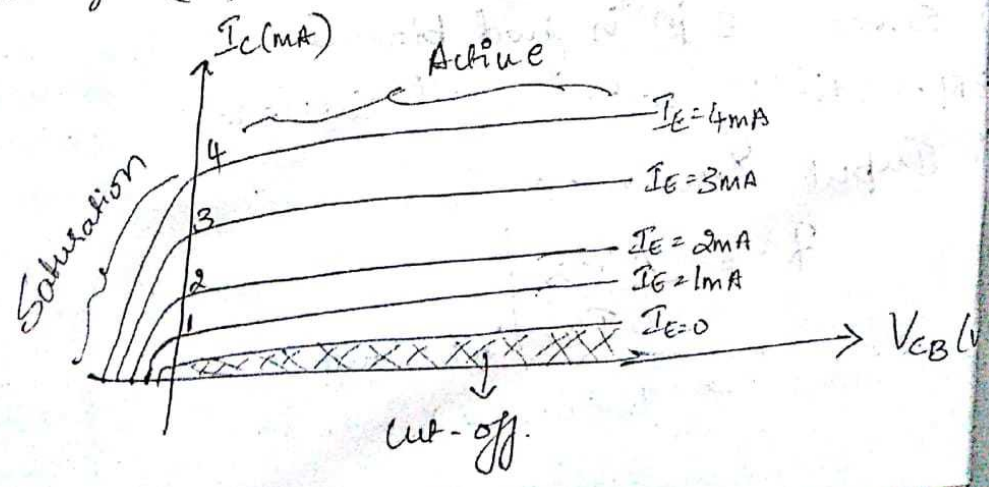 IC(mA)
Active
IE=4mA
4
Saturation
IE=3mA
3
IE=2mA
2
IE=1mA
1
IE=0
VCB (V
cut-off.